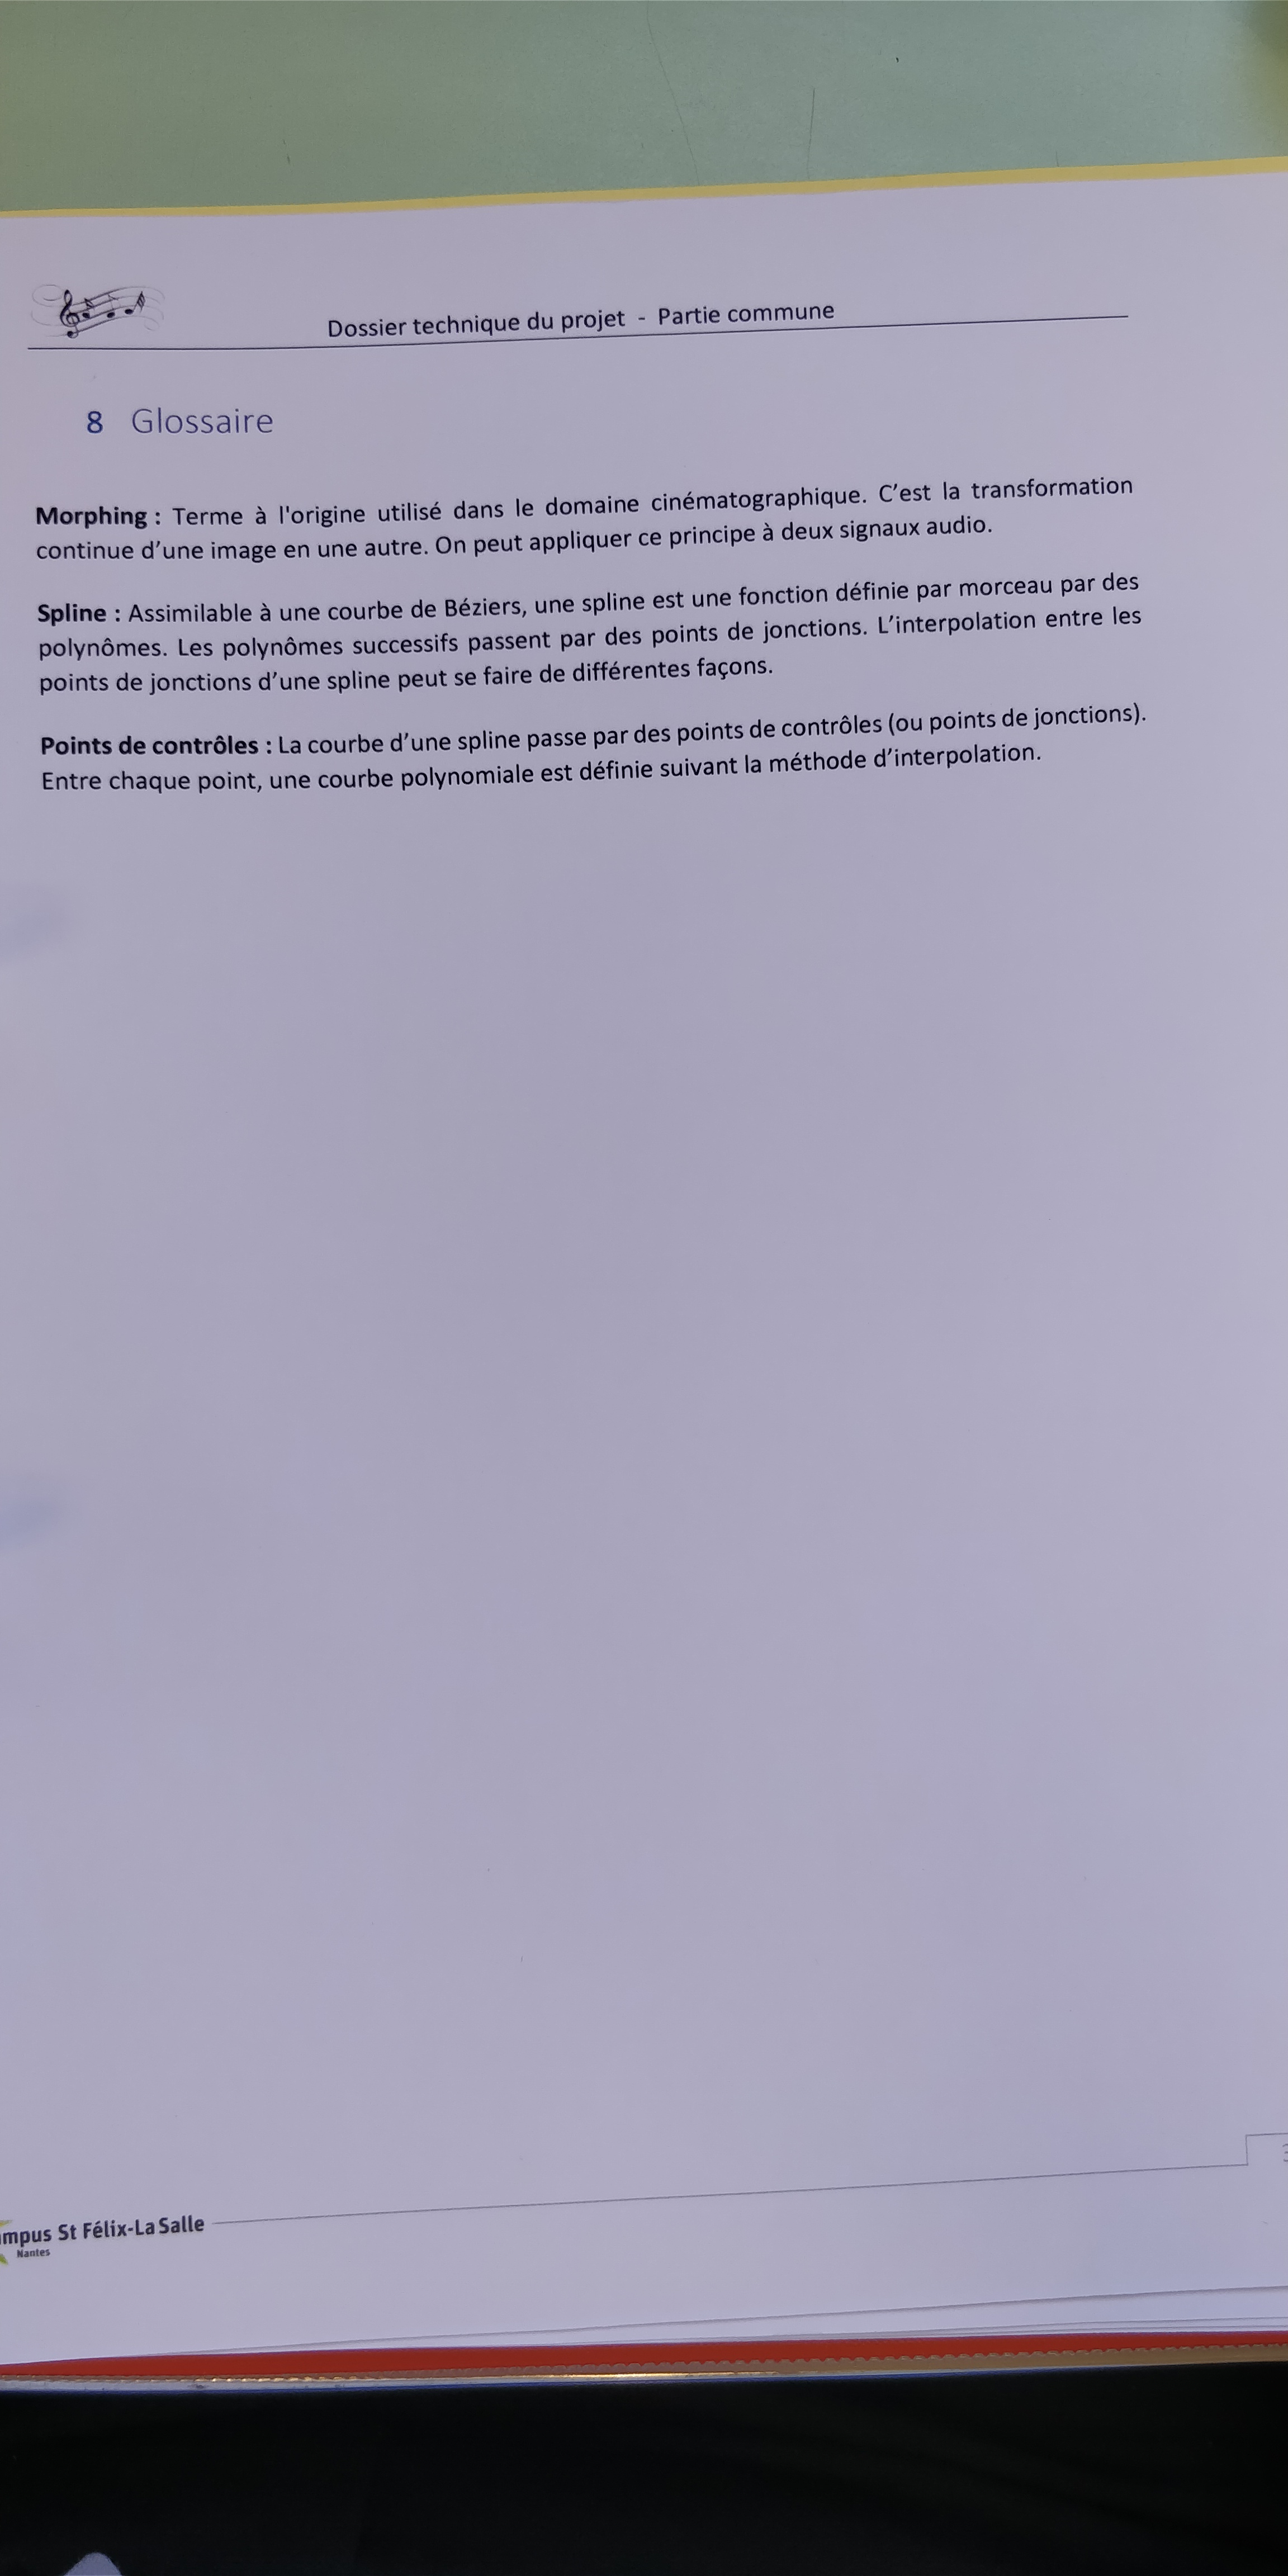 Dossier technique du projet - Partie commune
8 Glossaire
Morphing : Terme à l'origine utilisé dans le domaine cinématographique. C’est la transformation
continue d’une image en une autre. On peut appliquer ce principe à deux signaux audio.
Spline : Assimilable à une courbe de Béziers, une spline est une fonction définie par morceau par des
polynômes. Les polynômes successifs passent par des points de jonctions. L’interpolation entre les
points de jonctions d’une spline peut se faire de différentes façons.
Points de contrôles : La courbe d’une spline passe par des points de contrôles (ou points de jonctions).
Entre chaque point, une courbe polynomiale est définie suivant la méthode d’interpolation.
mpus St Félix-La Salle
Nantes